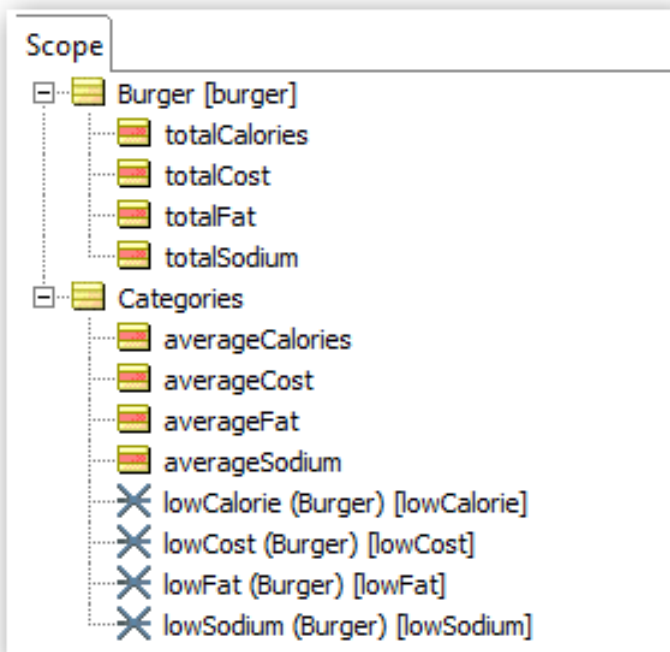 Scope
Burger [burger]
totalCalories
totalCost
totalFat
totalSodium
Categories
averageCalories
averageCost
averageFat
averageSodium
lowCalorie (Burger) [lowCalorie]
lowCost (Burger) [lowCost]
lowFat (Burger) [lowFat]
lowSodium (Burger) [lowSodium]